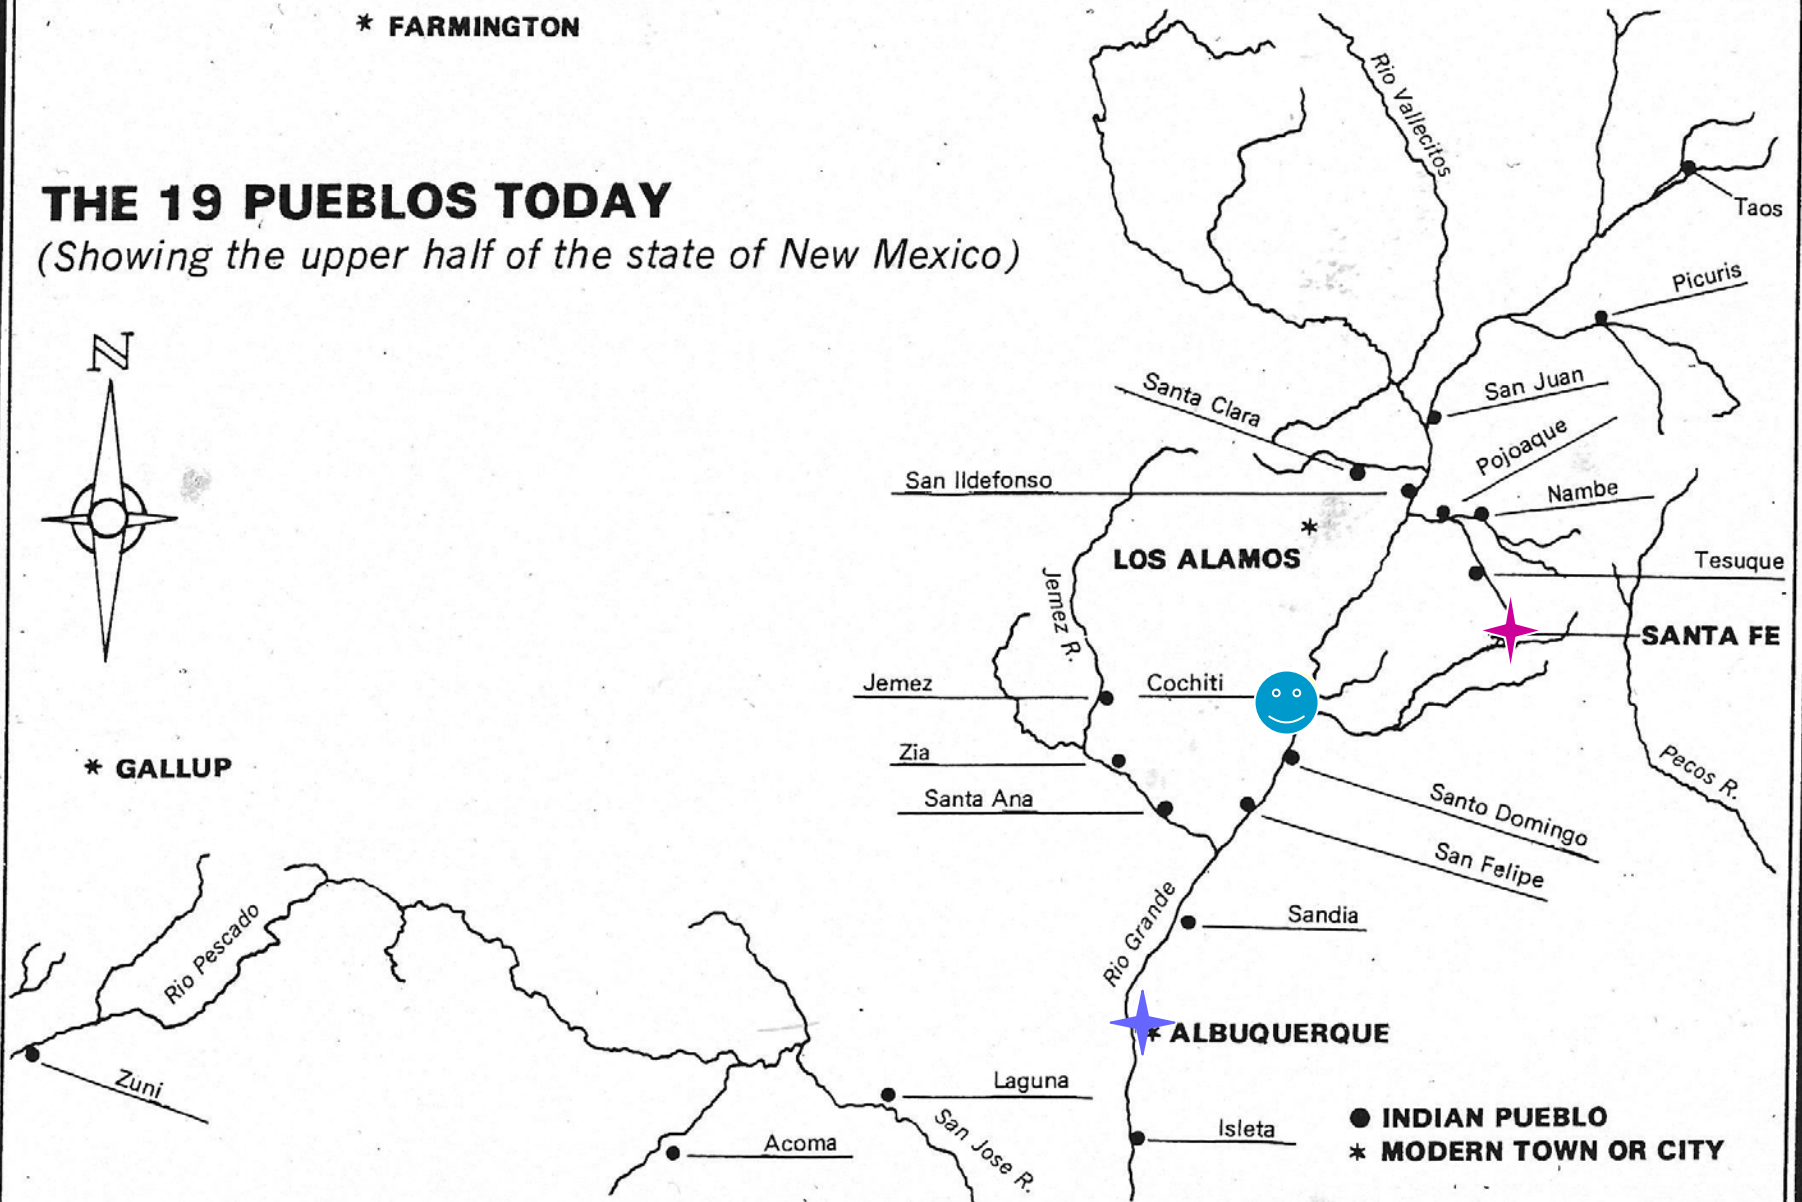 * FARMINGTON
THE 19 PUEBLOS TODAY
(Showing the upper half of the state of New Mexico)
N
Rio Vallecitos
Taos
Picuris
San Juan
Santa Clara
Pojoaque
San Ildefonso
Nambe
* LOS ALAMOS
Tesuque
Jemez R.
SANTA FE
Jemez
Cochiti
Zia
Pecos R.
* GALLUP
Santa Ana
Santo Domingo
San Felipe
Rio Pescado
Sandia
Rio Grande
* ALBUQUERQUE
Zuni
Laguna
San Jose R.
Acoma
Isleta
● INDIAN PUEBLO
* MODERN TOWN OR CITY